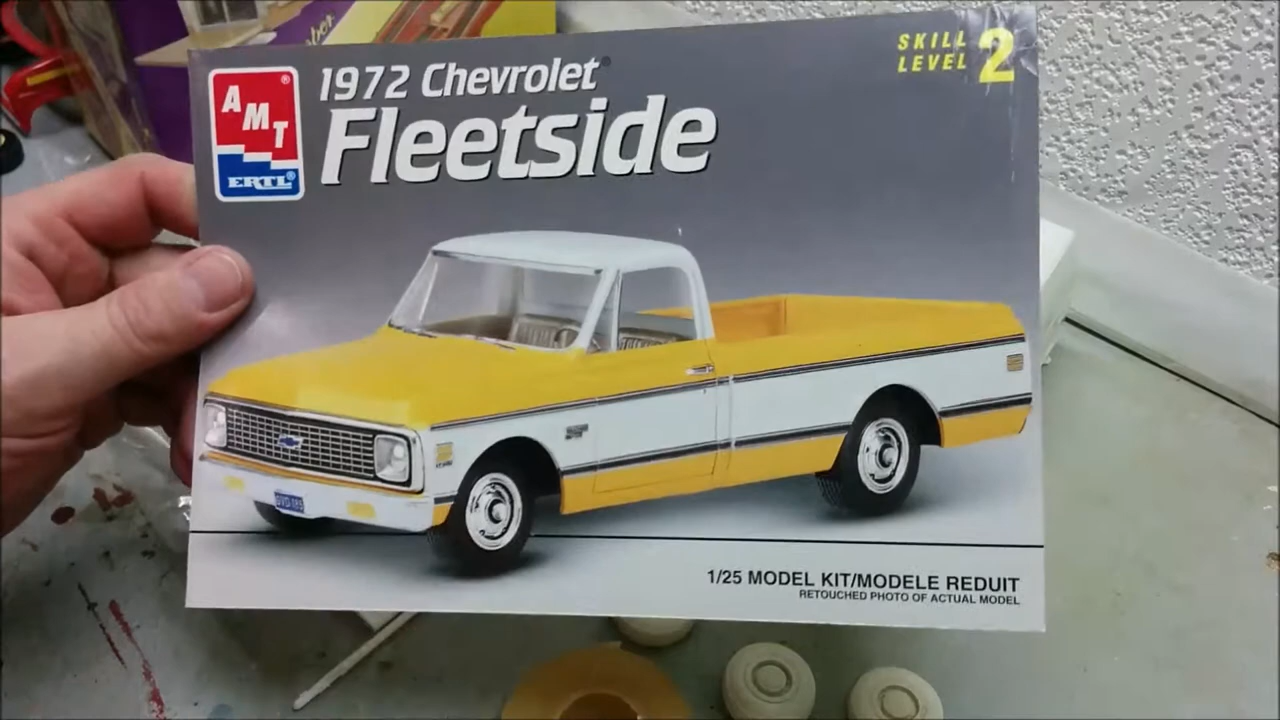 AMT
ERTL®
1972 Chevrolet®
Fleetside
SKILL
LEVEL 2
1/25 MODEL KIT/MODELE REDUIT
RETOUCHED PHOTO OF ACTUAL MODEL